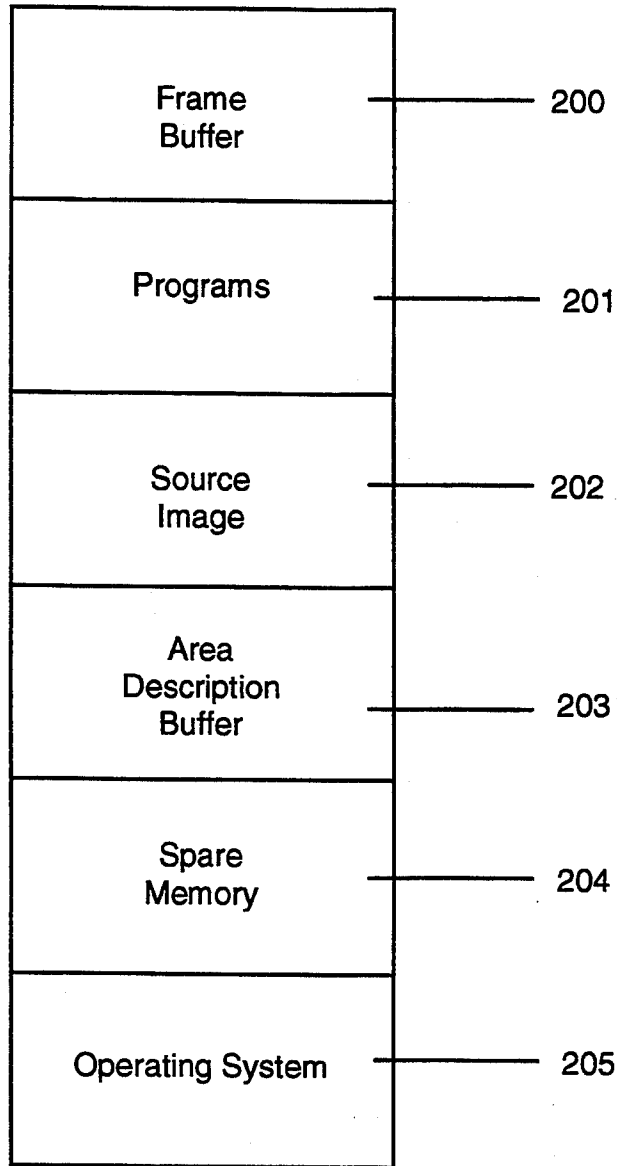 Frame
Buffer
200
Programs
201
Source
Image
202
Area
Description
Buffer
203
Spare
Memory
204
Operating System
205